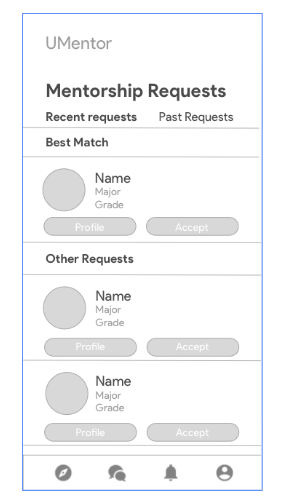 UMentor
Mentorship Requests
Recent requests Past Requests
Best Match
Name
Major
Grade
Profile Accept
Other Requests
Name
Major
Grade
Profile Accept
Name
Major
Grade
Profile Accept